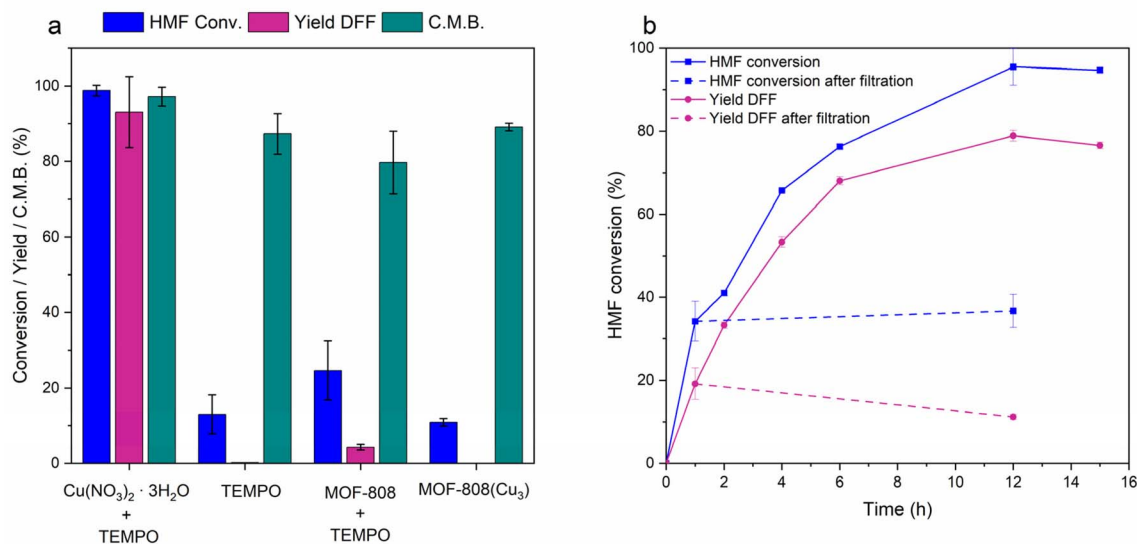 a
HMF Conv.
Yield DFF
C.M.B.
Conversion / Yield / C.M.B. (%)
100
80
60
40
20
0
Cu(NO₃)₂ · 3H₂O
+
TEMPO
TEMPO
MOF-808
+
TEMPO
MOF-808(Cu₃)
b
HMF conversion
HMF conversion after filtration
Yield DFF
Yield DFF after filtration
HMF conversion (%)
100
80
60
40
20
0
0 2 4 6 8 10 12 14 16
Time (h)